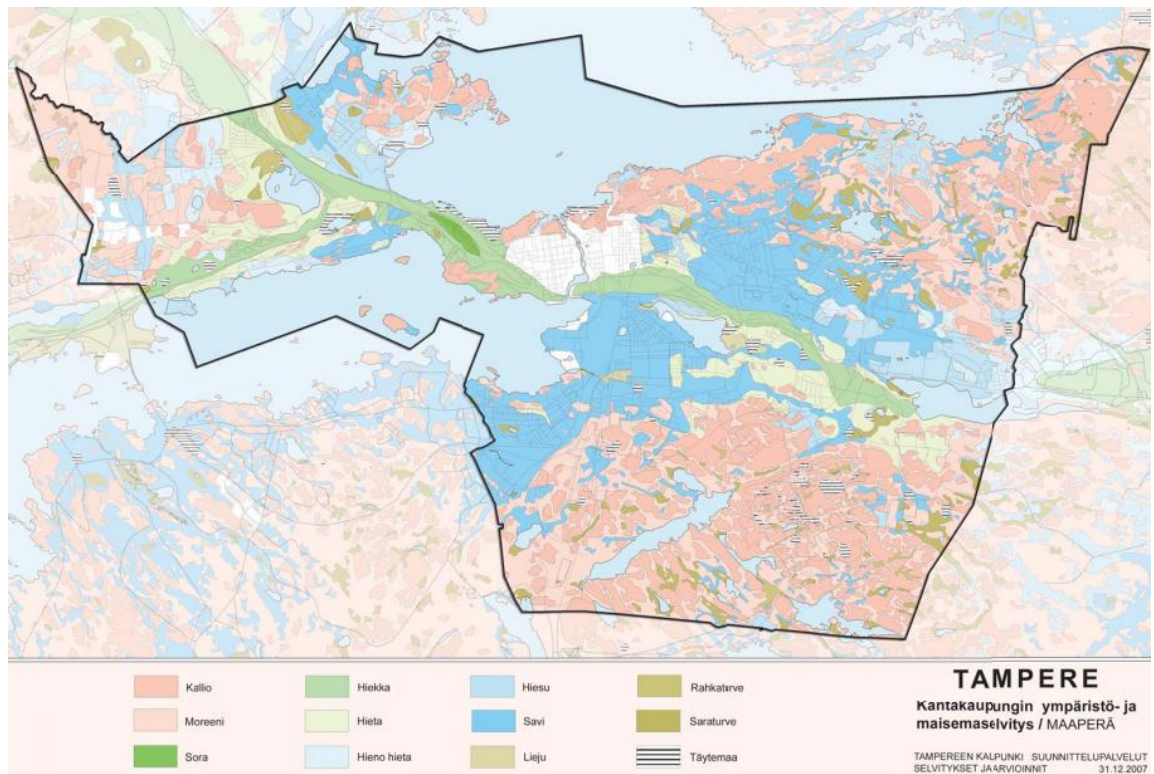 Kallio
Moreeni
Sora
Hiekka
Hieta
Hieno hieta
Hiesu
Savi
Lieju
Rahkaturve
Saraturve
Täytemaa
TAMPERE
Kantakaupungin ympäristö- ja
maisemaselvitys / MAAPERÄ
TAMPEREEN KALPUNKI SUUNNITTELUPALVELUT
SELVITYKSET JA ARVIOINNIT 31.12.2007